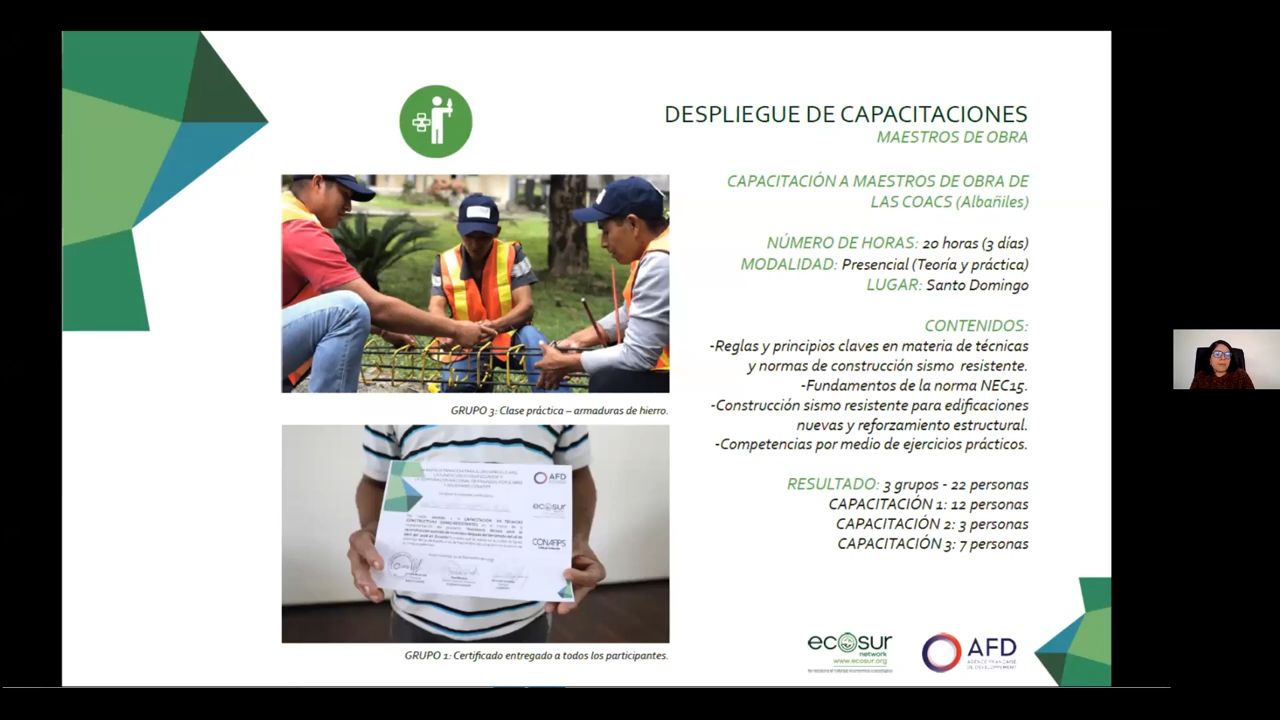 DESPLIEGUE DE CAPACITACIONES
MAESTROS DE OBRA
CAPACITACIÓN A MAESTROS DE OBRA DE
LAS COACS (Albañiles)
NÚMERO DE HORAS: 20 horas (3 días)
MODALIDAD: Presencial (Teoría y práctica)
LUGAR: Santo Domingo
CONTENIDOS:
-Reglas y principios claves en materia de técnicas
y normas de construcción sismo resistente.
-Fundamentos de la norma NEC15.
-Construcción sismo resistente para edificaciones
nuevas y reforzamiento estructural.
-Competencias por medio de ejercicios prácticos.
RESULTADO: 3 grupos - 22 personas
CAPACITACIÓN 1: 12 personas
CAPACITACIÓN 2: 3 personas
CAPACITACIÓN 3: 7 personas
GRUPO 3: Clase práctica – armaduras de hierro.
AFD
ecosur
CONAFIPS
GRUPO 1: Certificado entregado a todos los participantes.
ecosur
network
www.ecosur.org
AFD
AGENCE FRANÇAISE
DE DÉVELOPPEMENT